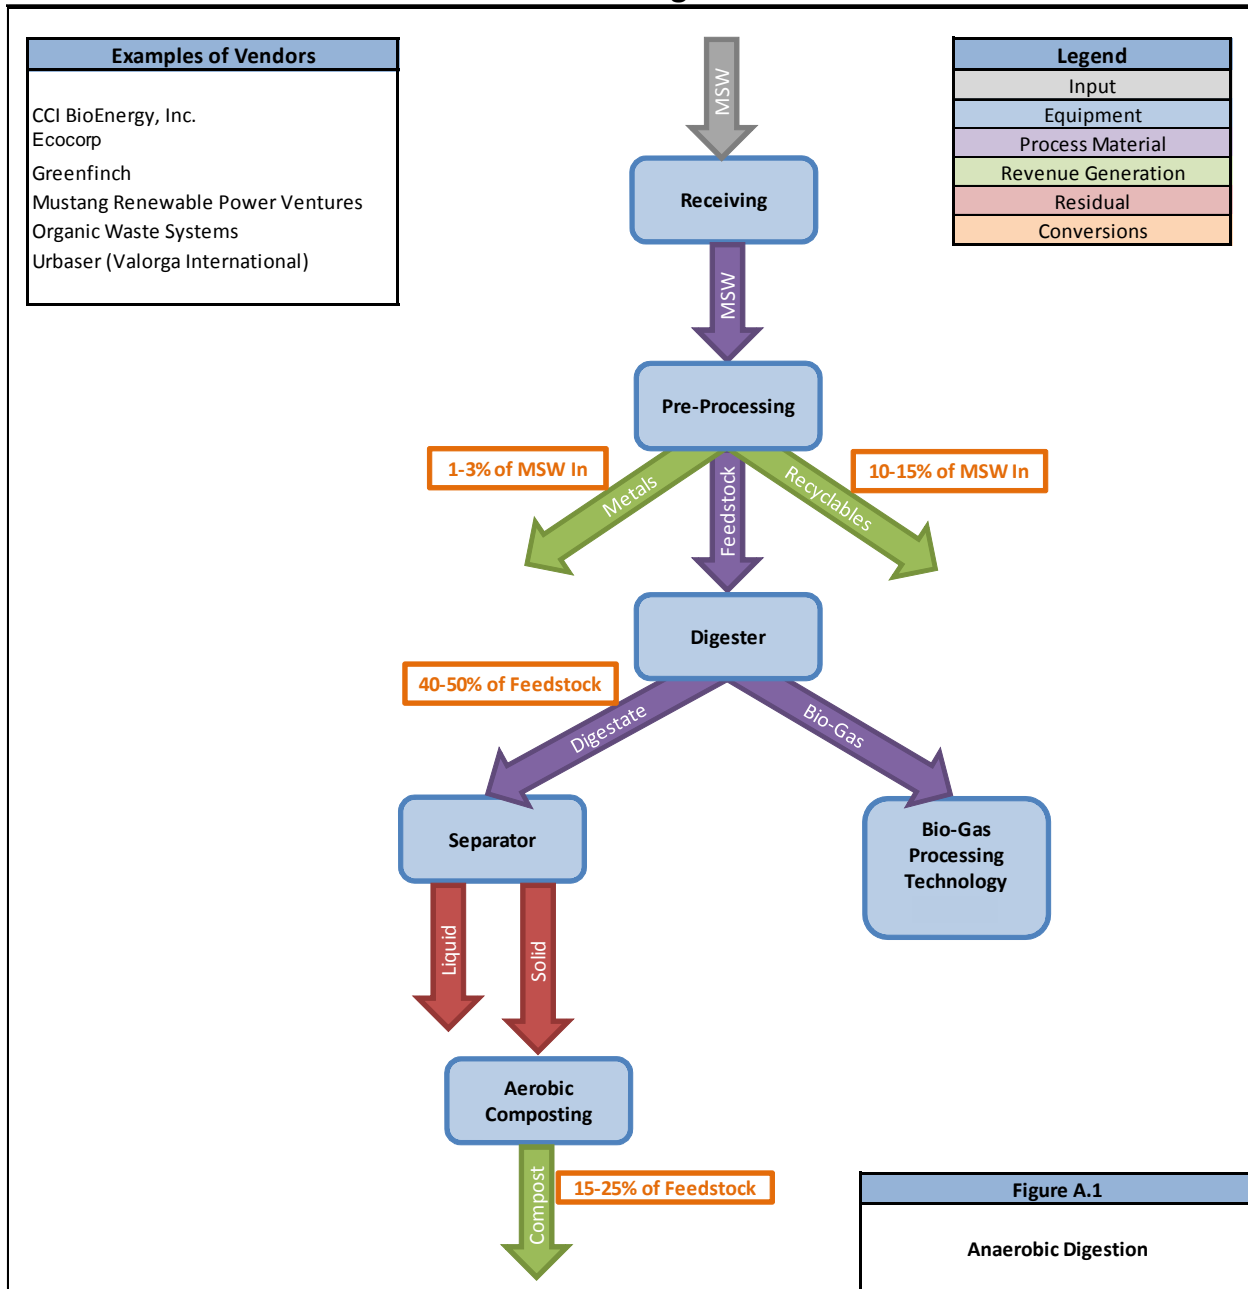 Examples of Vendors
CCI BioEnergy, Inc.
Ecocorp
Greenfinch
Mustang Renewable Power Ventures
Organic Waste Systems
Urbaser (Valorga International)
Legend
Input
Equipment
Process Material
Revenue Generation
Residual
Conversions
MSW
Receiving
MSW
Pre-Processing
1-3% of MSW In
10-15% of MSW In
Metals
Feedstock
Recyclables
Digester
40-50% of Feedstock
Digestate
Bio-Gas
Separator
Bio-Gas
Processing
Technology
Liquid
Solid
Aerobic
Composting
Compost
15-25% of Feedstock
Figure A.1
Anaerobic Digestion